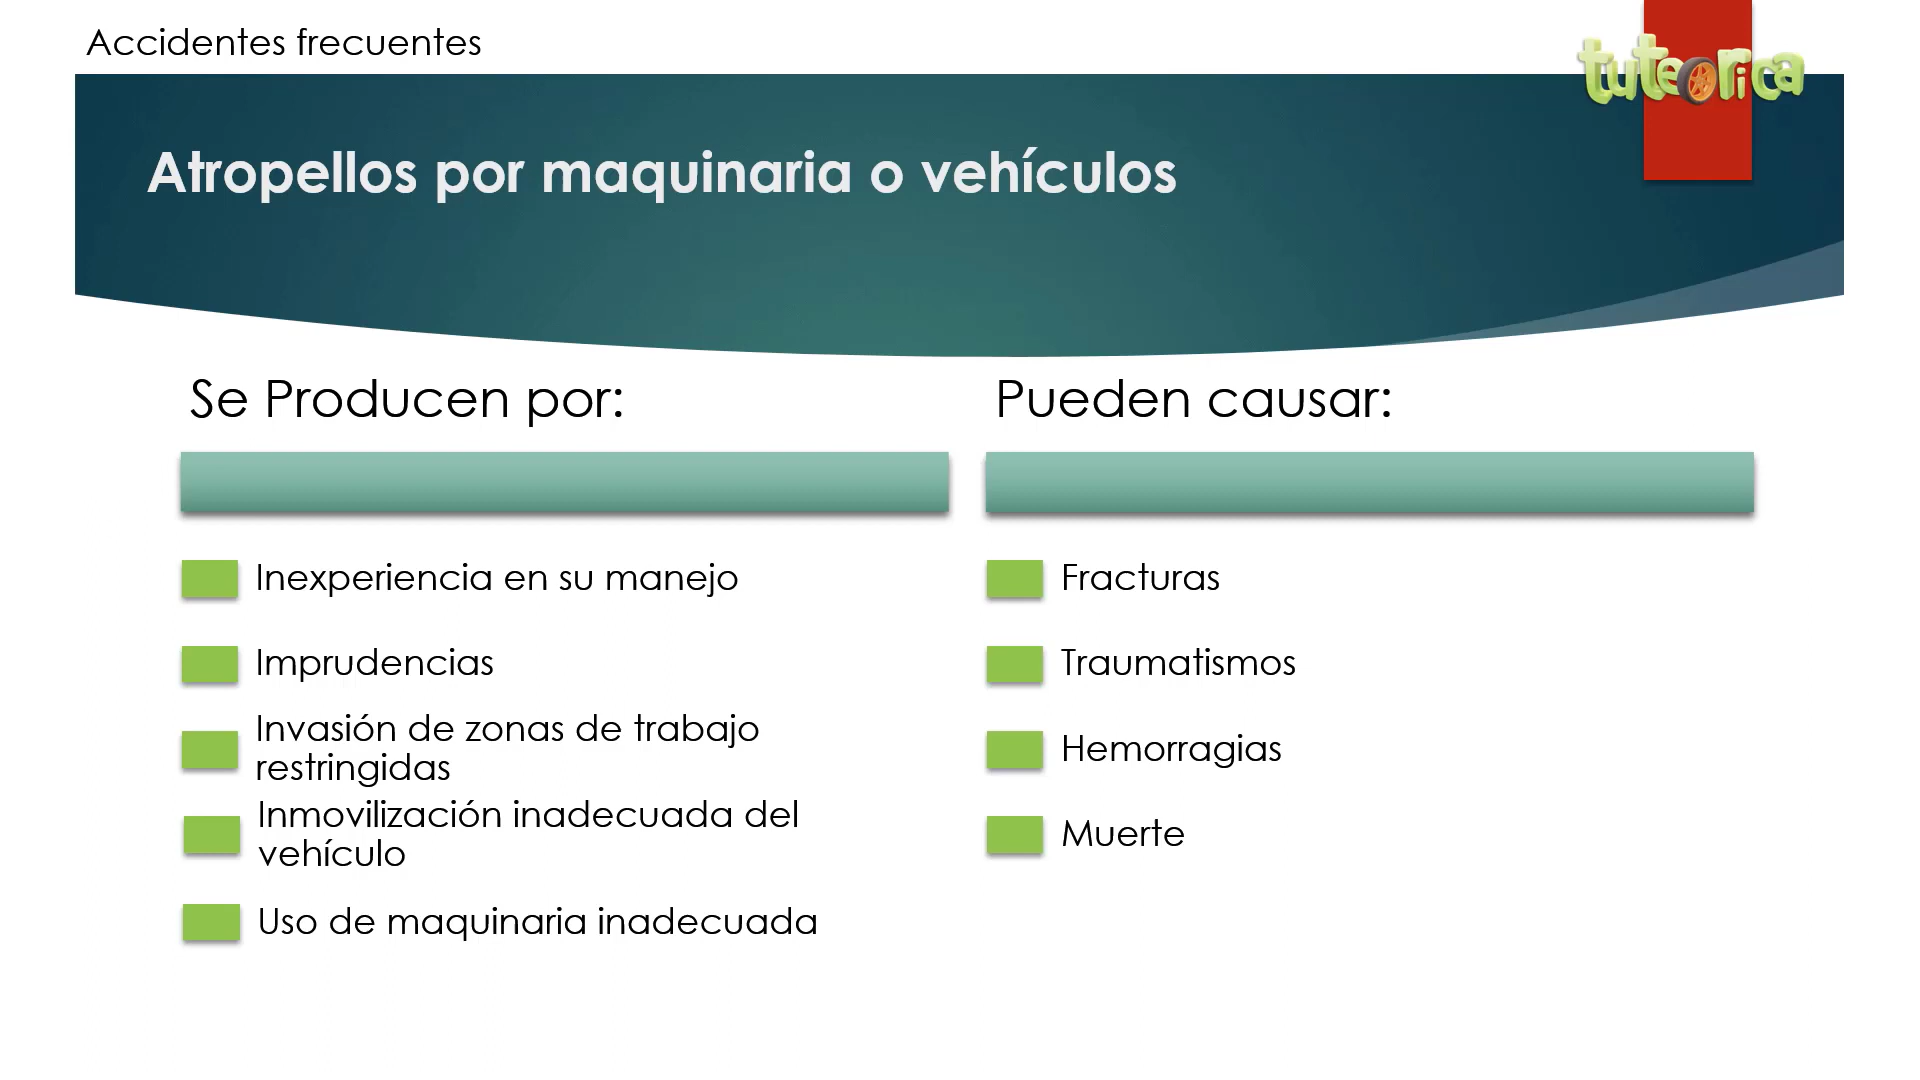 Accidentes frecuentes
tuteorica
Atropellos por maquinaria o vehículos
Se Producen por:
Inexperiencia en su manejo
Imprudencias
Invasión de zonas de trabajo
restringidas
Inmovilización inadecuada del
vehículo
Uso de maquinaria inadecuada
Pueden causar:
Fracturas
Traumatismos
Hemorragias
Muerte